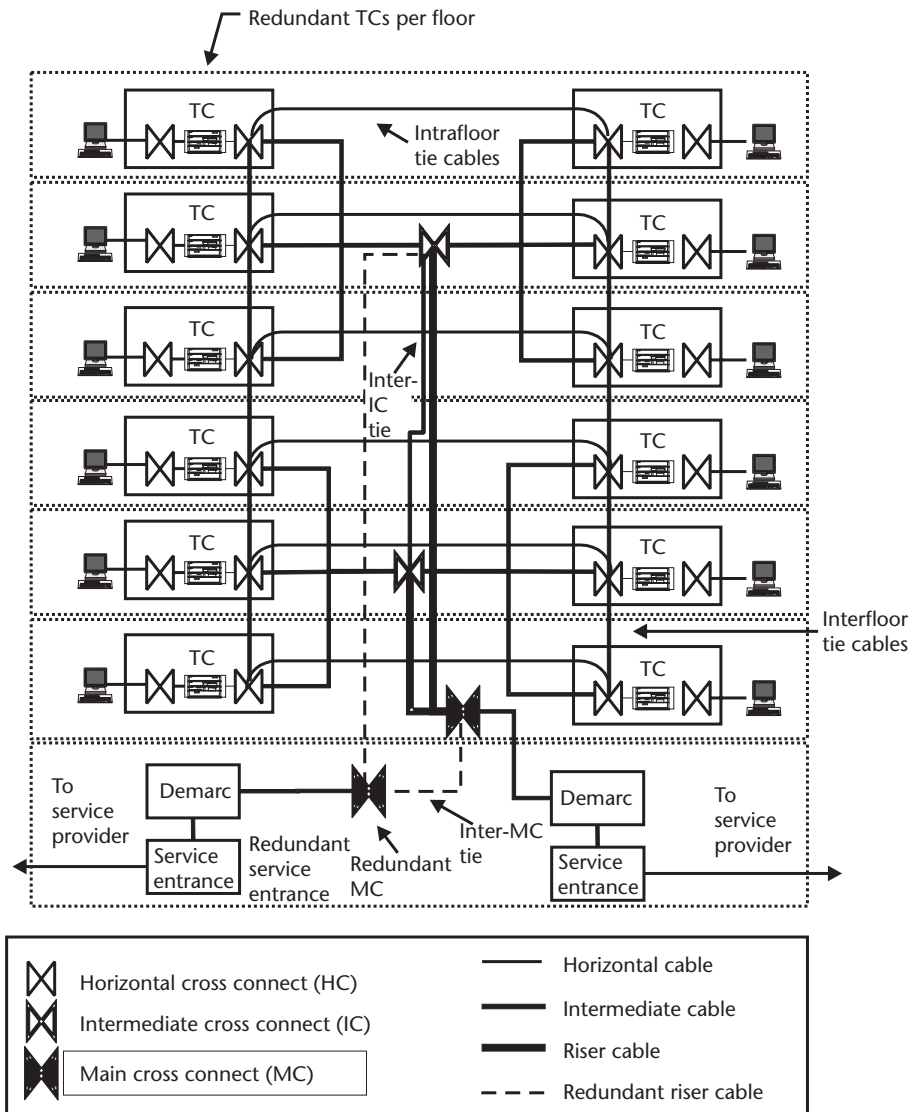 Redundant TCs per floor
TC
TC
Intrafloor
tie cables
TC
TC
TC
TC
Inter-
IC
tie
TC
TC
TC
TC
Interfloor
tie cables
TC
TC
To
service
provider
Demarc
Service
entrance
Redundant
service
entrance
Redundant
MC
Inter-MC
tie
Demarc
Service
entrance
To
service
provider
Horizontal cross connect (HC)
Intermediate cross connect (IC)
Main cross connect (MC)
Horizontal cable
Intermediate cable
Riser cable
Redundant riser cable